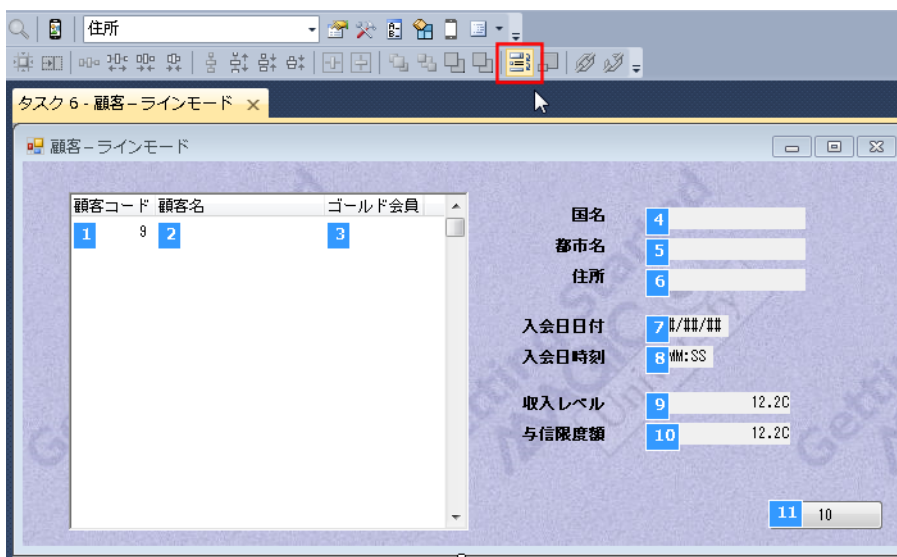 住所
タスク 6 - 顧客－ラインモード ×
顧客－ラインモード
顧客コード 顧客名 ゴールド会員
1 9 2 3
国名 4
都市名 5
住所 6
入会日日付 7 #/##/##
入会日時刻 8 MM:SS
収入レベル 9 12.2C
与信限度額 10 12.2C
11 10
Getting Started
University